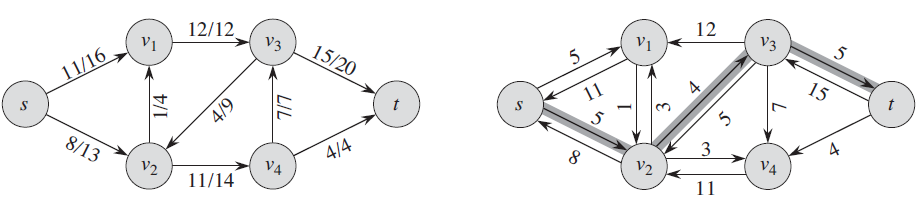 12/12
v1 v3
11/16 15/20
s 1/4 4/9 7/7 t
8/13 4/4
v2 v4
11/14
12
v1 v3
5 5
11 15
s 5 1 3 4 5 7 t
8 4
v2 3 v4
11